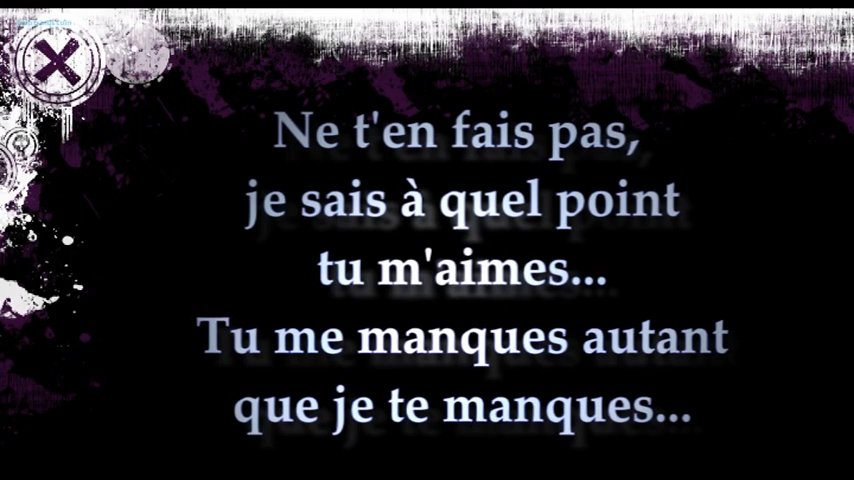 Ne t'en fais pas,
je sais à quel point
tu m'aimes...
Tu me manques autant
que je te manques...